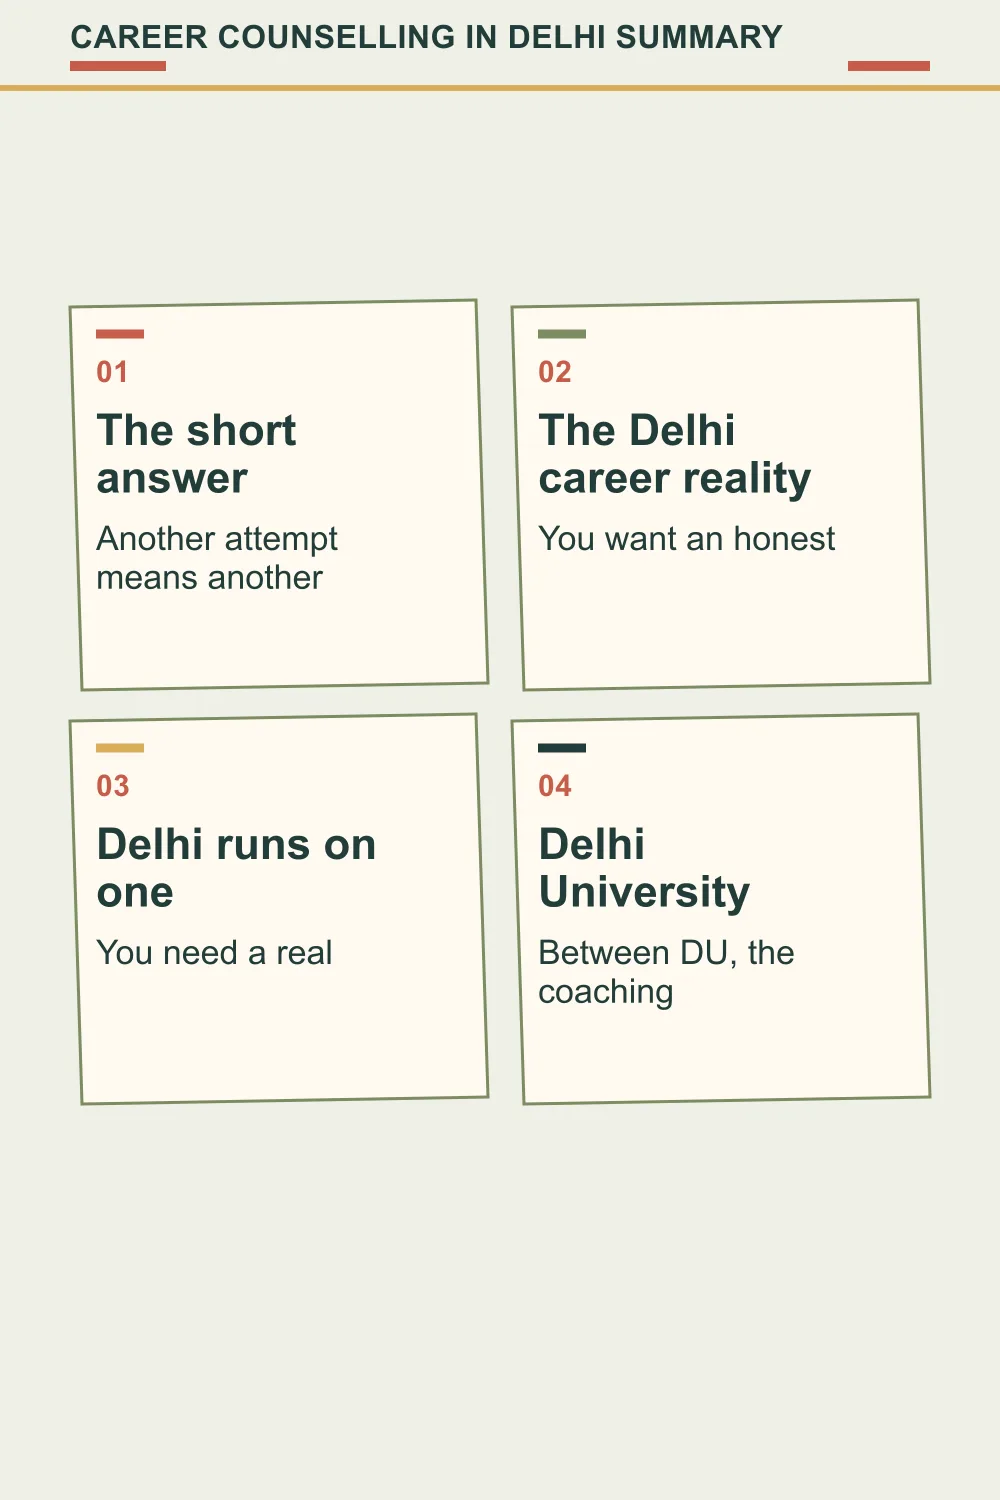 CAREER COUNSELLING IN DELHI SUMMARY
01
The short
answer
Another attempt
means another
02
The Delhi
career reality
You want an honest
03
Delhi runs on
one
You need a real
04
Delhi
University
Between DU, the
coaching